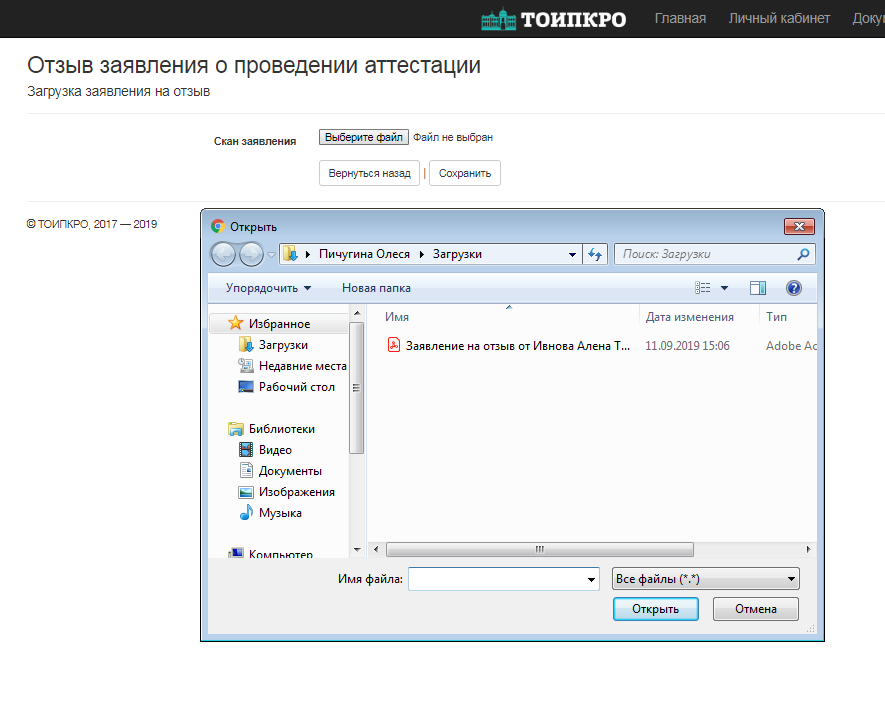 ТОИПКРО Главная Личный кабинет Доку
Отзыв заявления о проведении аттестации
Загрузка заявления на отзыв
Скан заявления Выберите файл Файл не выбран
Вернуться назад | Сохранить
© ТОИПКРО, 2017 — 2019
Открыть
Пичугина Олеся Загрузки Поиск: Загрузки
Упорядочить Новая папка
Имя Дата изменения Тип
Избранное
Загрузки Заявление на отзыв от Ивнова Алена Т... 11.09.2019 15:06 Adobe Ac
Недавние места
Рабочий стол
Библиотеки
Видео
Документы
Изображения
Музыка
Компьютер
Имя файла: Все файлы (*.*)
Открыть Отмена